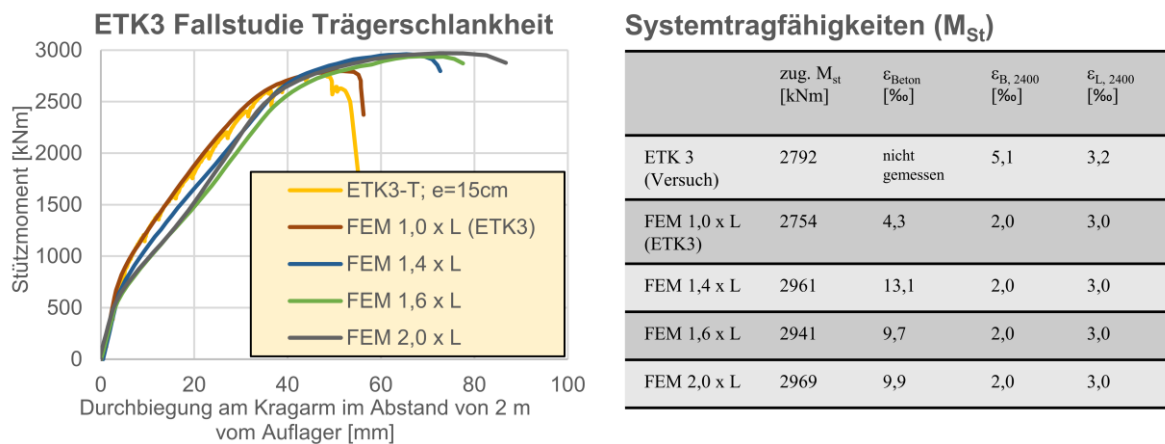 ETK3 Fallstudie Trägerschlankheit
3000
2500
2000
1500
1000
500
0
Stützmoment [kNm]
ETK3-T; e=15cm
FEM 1,0 x L (ETK3)
FEM 1,4 x L
FEM 1,6 x L
FEM 2,0 x L
0 20 40 60 80 100
Durchbiegung am Kragarm im Abstand von 2 m
vom Auflager [mm]
Systemtragfähigkeiten (MSt)
zug. Mst εBeton εB, 2400 εL, 2400
[kNm] [‰] [‰] [‰]
ETK 3 2792 nicht 5,1 3,2
(Versuch) gemessen
FEM 1,0 x L 2754 4,3 2,0 3,0
(ETK3)
FEM 1,4 x L 2961 13,1 2,0 3,0
FEM 1,6 x L 2941 9,7 2,0 3,0
FEM 2,0 x L 2969 9,9 2,0 3,0